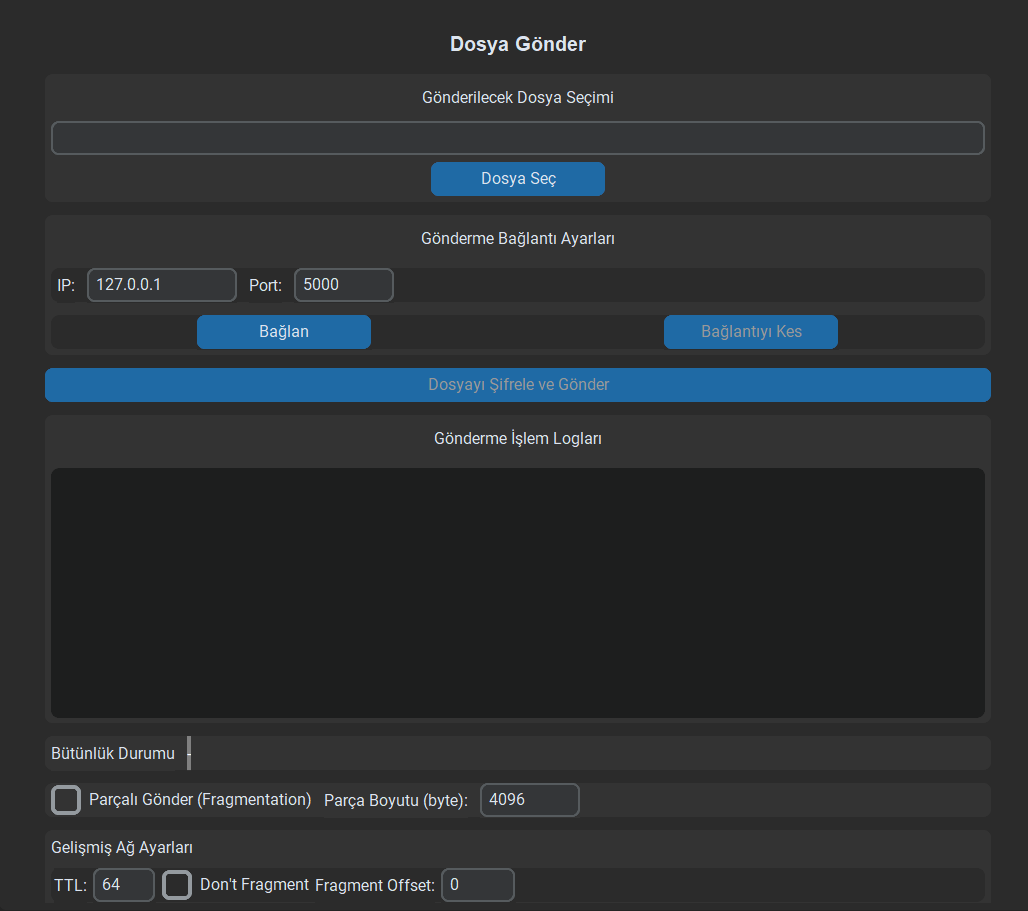 Dosya Gönder
Gönderilecek Dosya Seçimi
Dosya Seç
Gönderme Bağlantı Ayarları
IP: 127.0.0.1 Port: 5000
Bağlan Bağlantıyı Kes
Dosyayı Şifrele ve Gönder
Gönderme İşlem Logları
Bütünlük Durumu -
Parçalı Gönder (Fragmentation) Parça Boyutu (byte): 4096
Gelişmiş Ağ Ayarları
TTL: 64 Don't Fragment Fragment Offset: 0